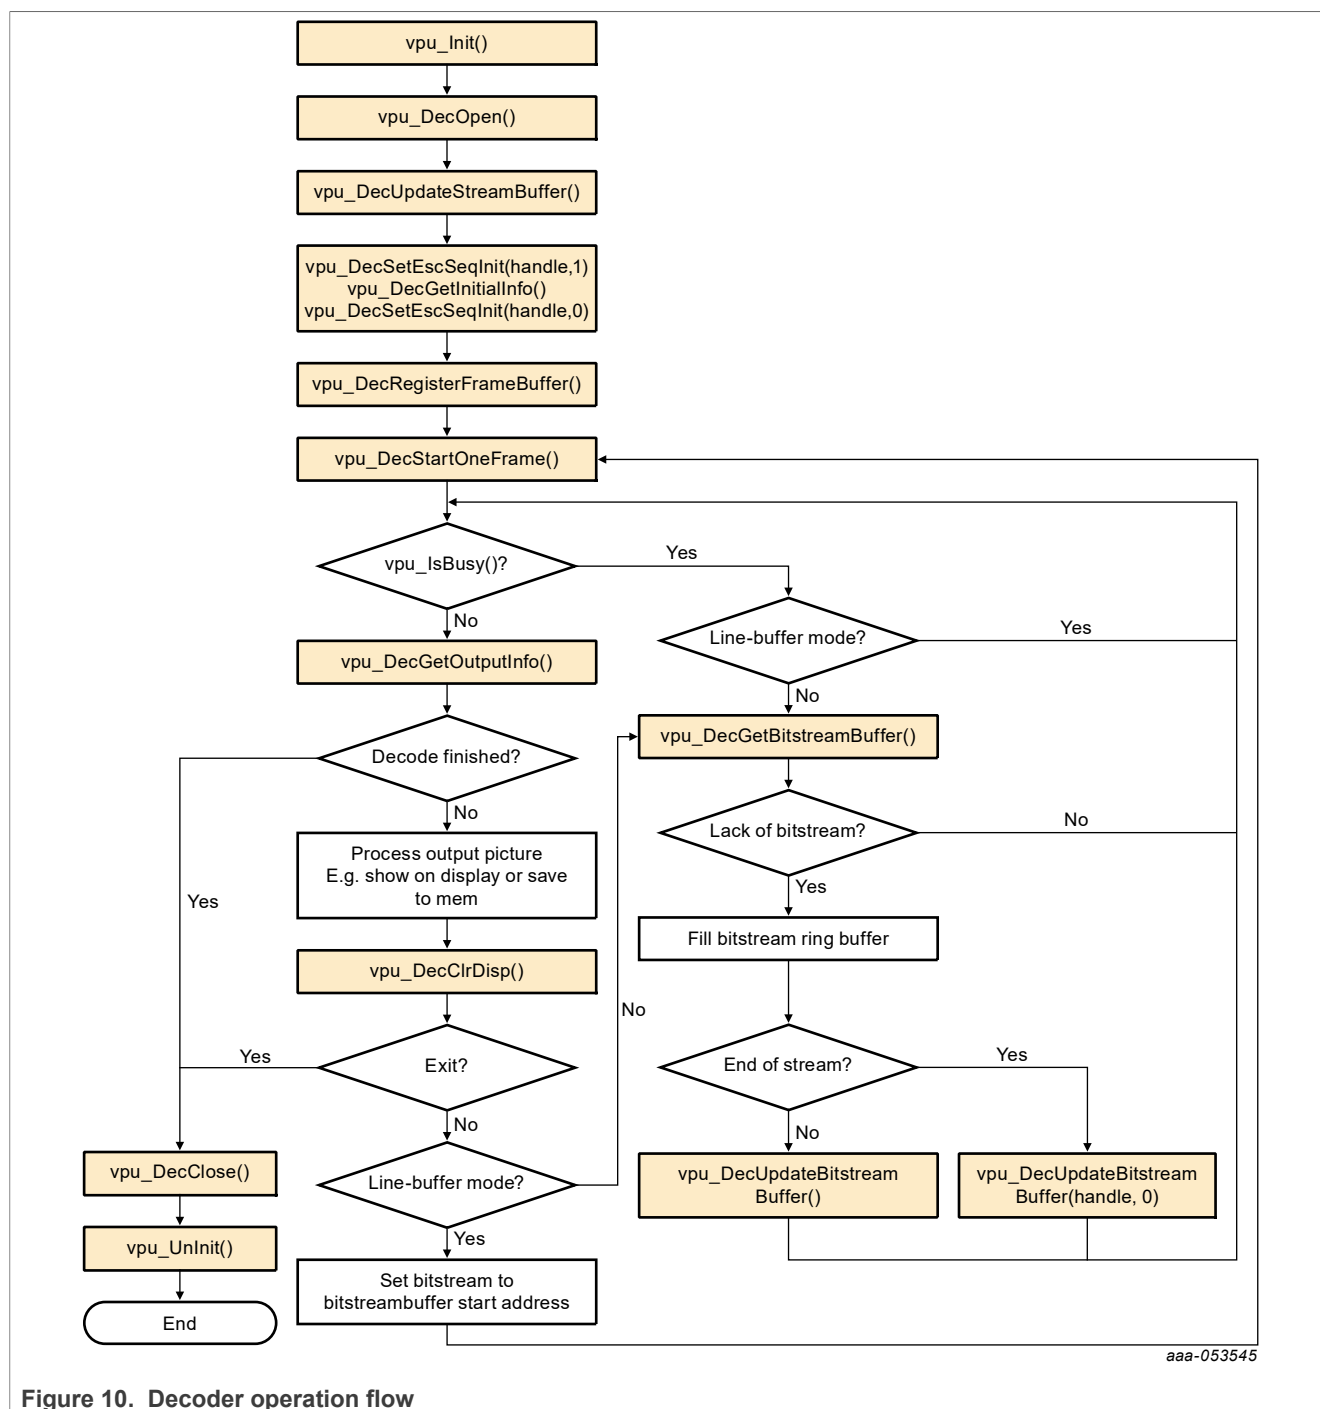 vpu_Init()
vpu_DecOpen()
vpu_DecUpdateStreamBuffer()
vpu_DecSetEscSeqInit(handle,1)
vpu_DecGetInitialInfo()
vpu_DecSetEscSeqInit(handle,0)
vpu_DecRegisterFrameBuffer()
vpu_DecStartOneFrame()
vpu_IsBusy()?
Yes
No
Line-buffer mode?
Yes
No
vpu_DecGetOutputInfo()
vpu_DecGetBitstreamBuffer()
Decode finished?
Yes
No
Lack of bitstream?
No
Yes
Process output picture
E.g. show on display or save
to mem
Fill bitstream ring buffer
vpu_DecClrDisp()
No
Exit?
Yes
No
End of stream?
Yes
No
vpu_DecClose()
Line-buffer mode?
Yes
vpu_DecUpdateBitstream
Buffer()
vpu_DecUpdateBitstream
Buffer(handle, 0)
vpu_UnInit()
Set bitstream to
bitstreambuffer start address
End
aaa-053545
Figure 10. Decoder operation flow